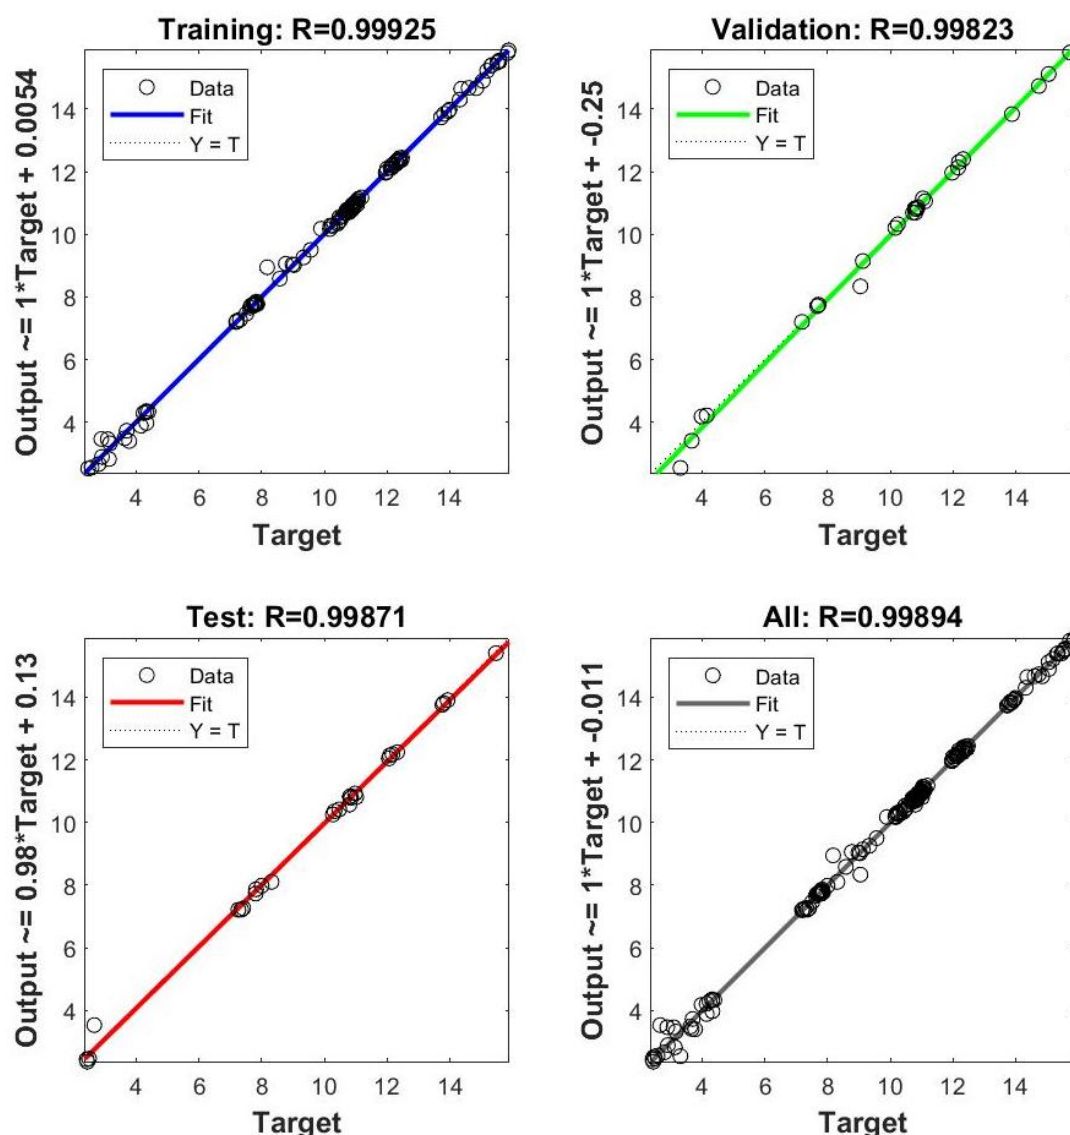 Training: R=0.99925
Output ~= 1*Target + 0.0054
Data
Fit
Y = T
14
12
10
8
6
4
4 6 8 10 12 14
Target
Validation: R=0.99823
Output ~= 1*Target + -0.25
Data
Fit
Y = T
14
12
10
8
6
4
4 6 8 10 12 14
Target
Test: R=0.99871
Output ~= 0.98*Target + 0.13
Data
Fit
Y = T
14
12
10
8
6
4
4 6 8 10 12 14
Target
All: R=0.99894
Output ~= 1*Target + -0.011
Data
Fit
Y = T
14
12
10
8
6
4
4 6 8 10 12 14
Target